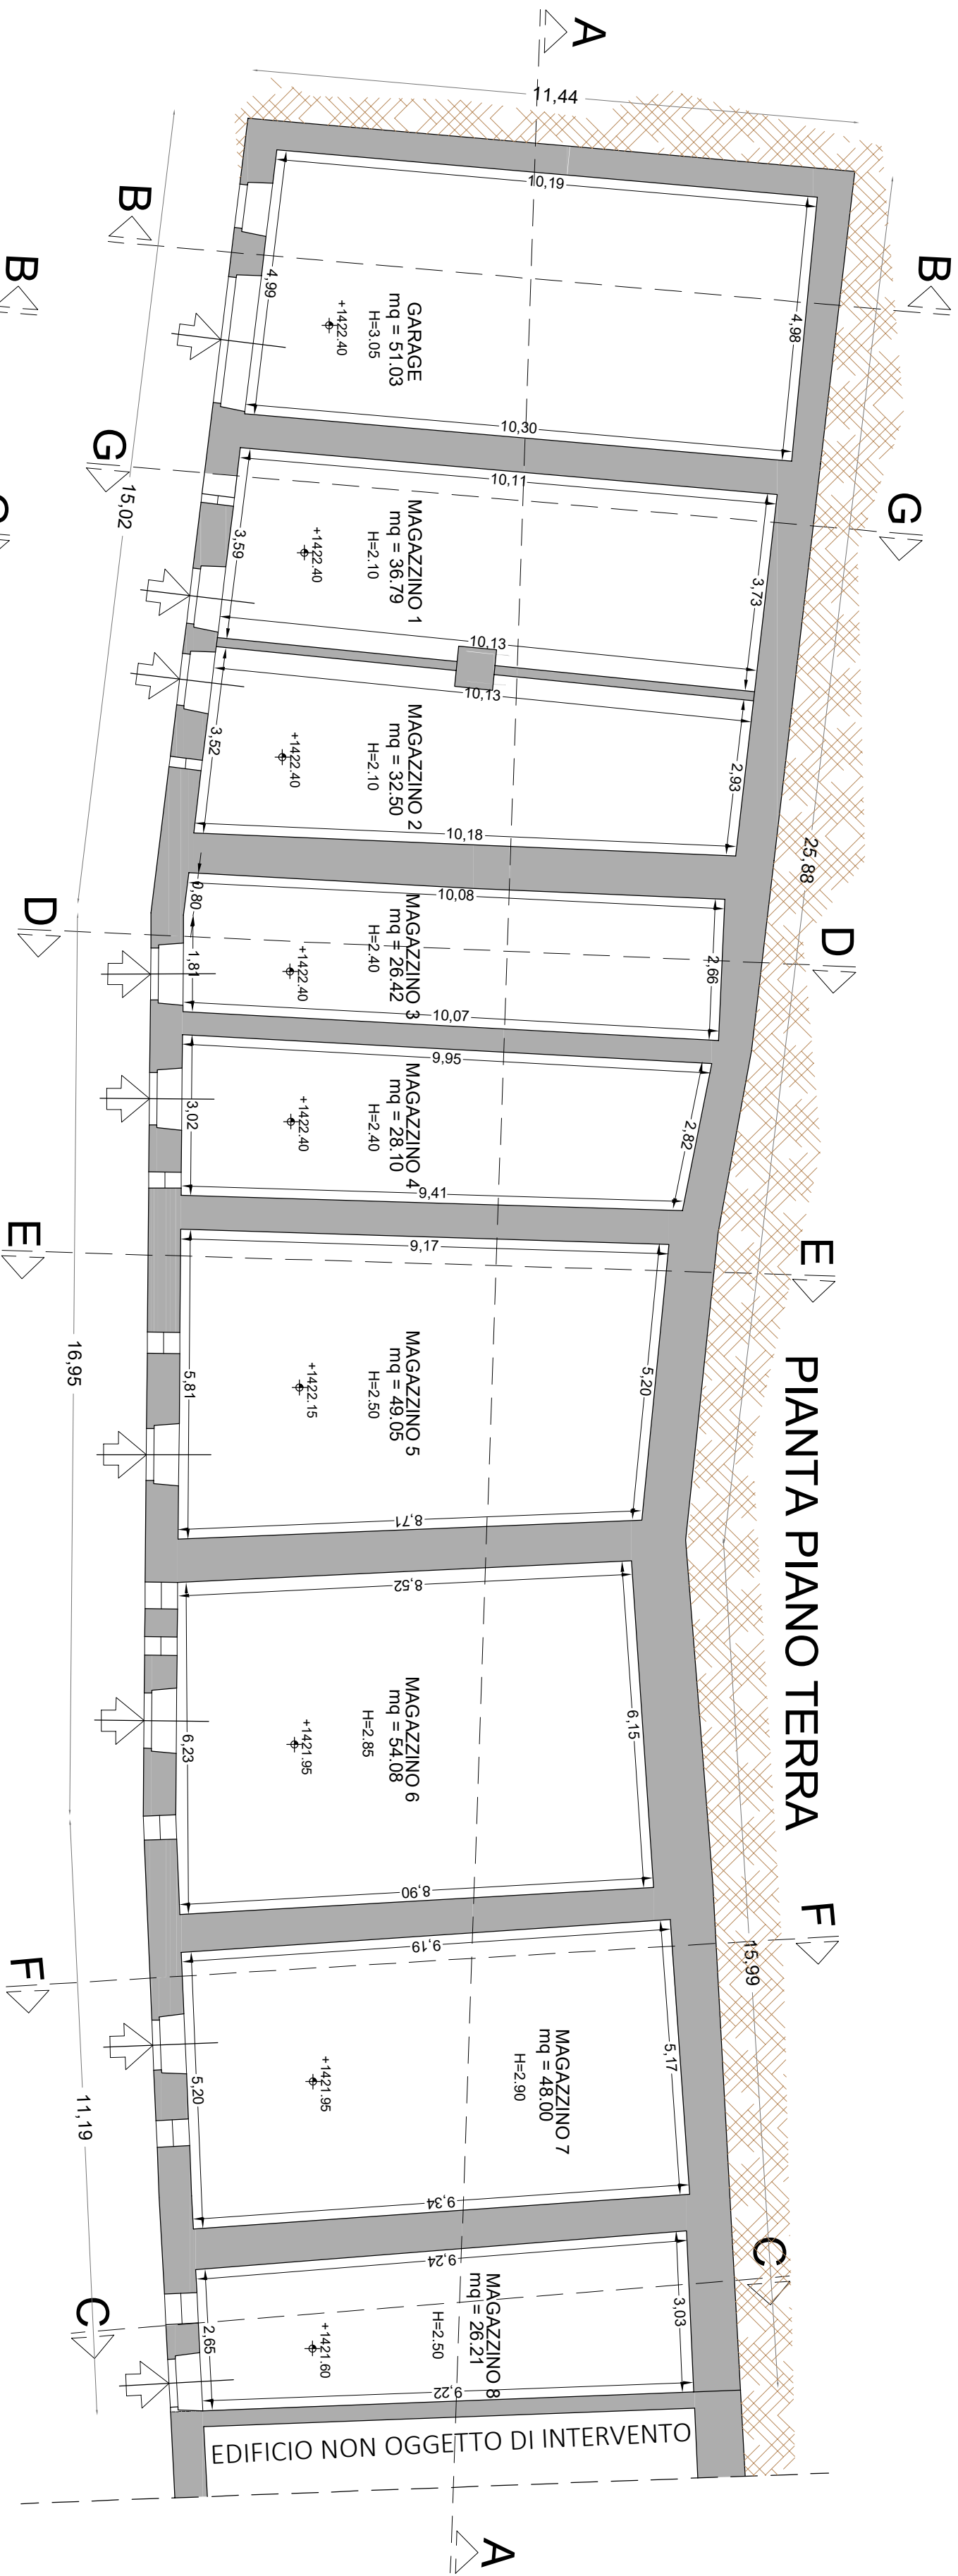 PIANTA PIANO TERRA
A
11,44
B
B
B
10,19
4,99
4,98
GARAGE
mq = 51.03
H=3.05
+1422.40
10,30
G
G
15,02
25,88
10,11
3,59
3,73
MAGAZZINO 1
mq = 36.79
H=2.10
+1422.40
10,13
10,13
3,52
2,93
MAGAZZINO 2
mq = 32.50
H=2.10
+1422.40
10,18
D
D
10,08
0,80
1,81
2,66
MAGAZZINO 3
mq = 26.42
H=2.40
+1422.40
10,07
9,95
3,02
2,82
MAGAZZINO 4
mq = 28.10
H=2.40
+1422.40
9,41
E
E
16,95
9,17
5,81
5,20
MAGAZZINO 5
mq = 49.05
H=2.50
+1422.15
8,71
8,52
6,23
6,15
MAGAZZINO 6
mq = 54.08
H=2.85
+1421.95
8,90
F
F
15,99
9,19
5,20
5,17
MAGAZZINO 7
mq = 48.00
H=2.90
+1421.95
9,34
11,19
C
C
9,24
2,65
3,03
MAGAZZINO 8
mq = 26.21
H=2.50
+1421.60
9,22
EDIFICIO NON OGGETTO DI INTERVENTO
A